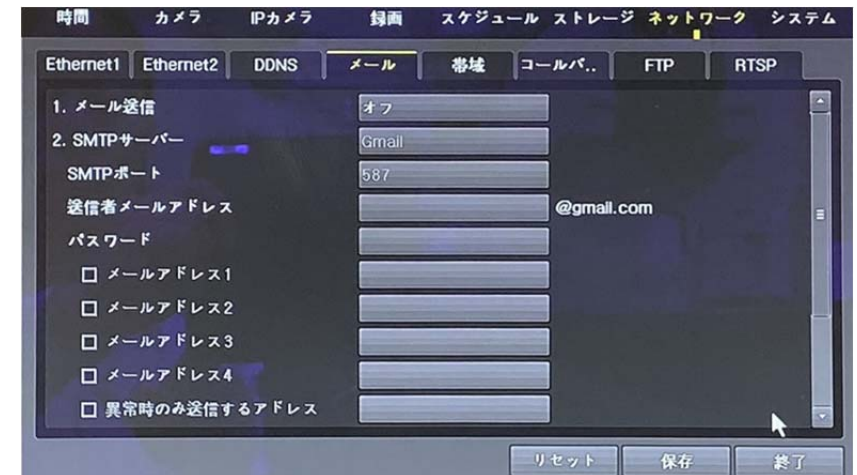 時間 カメラ IPカメラ 録画 スケジュール ストレージ ネットワーク システム
Ethernet1 Ethernet2 DDNS メール 帯域 コールバ.. FTP RTSP
1. メール送信 オフ
2. SMTPサーバー Gmail
SMTPポート 587
送信者メールアドレス @gmail.com
パスワード
メールアドレス1
メールアドレス2
メールアドレス3
メールアドレス4
異常時のみ送信するアドレス
リセット 保存 終了